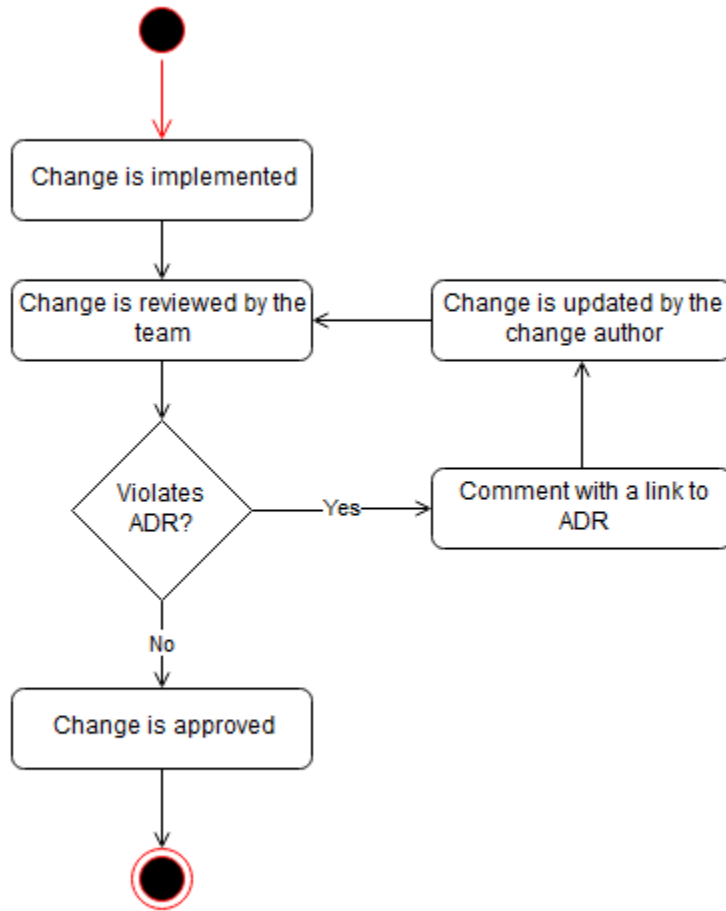 Change is implemented
Change is reviewed by the
team
Change is updated by the
change author
Violates
ADR?
Yes
Comment with a link to
ADR
No
Change is approved